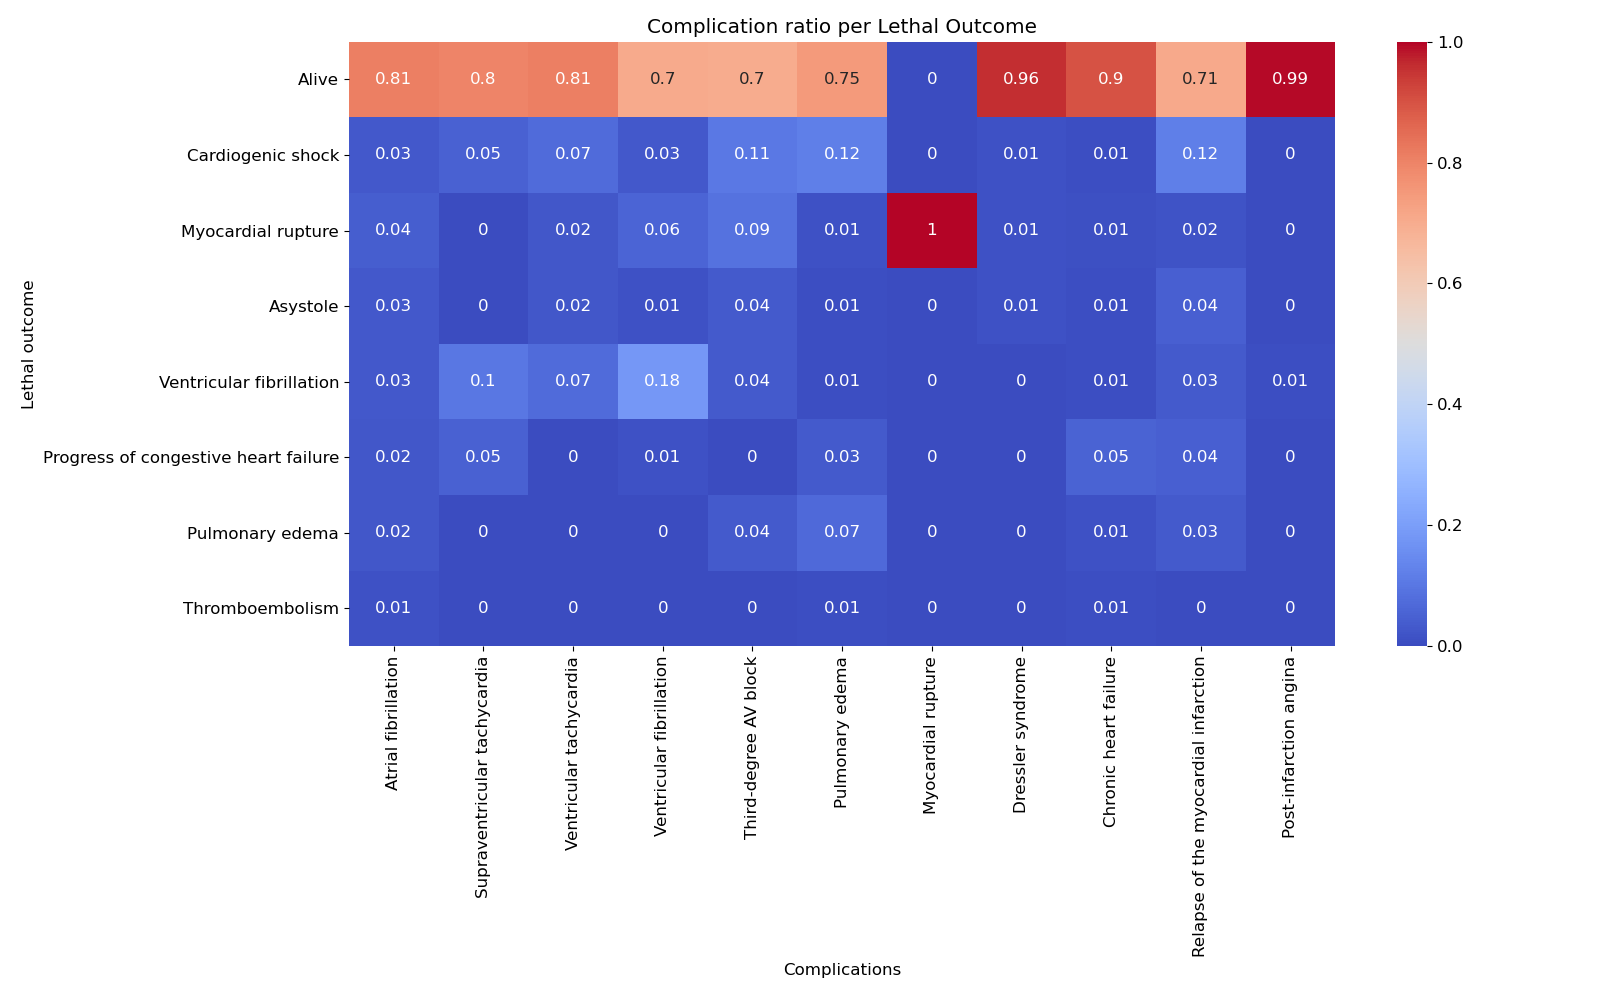 Complication ratio per Lethal Outcome
Lethal outcome
Alive 0.81 0.8 0.81 0.7 0.7 0.75 0 0.96 0.9 0.71 0.99
Cardiogenic shock 0.03 0.05 0.07 0.03 0.11 0.12 0 0.01 0.01 0.12 0
Myocardial rupture 0.04 0 0.02 0.06 0.09 0.01 1 0.01 0.01 0.02 0
Asystole 0.03 0 0.02 0.01 0.04 0.01 0 0.01 0.01 0.04 0
Ventricular fibrillation 0.03 0.1 0.07 0.18 0.04 0.01 0 0 0.01 0.03 0.01
Progress of congestive heart failure 0.02 0.05 0 0.01 0 0.03 0 0 0.05 0.04 0
Pulmonary edema 0.02 0 0 0 0.04 0.07 0 0 0.01 0.03 0
Thromboembolism 0.01 0 0 0 0 0.01 0 0 0.01 0 0
Atrial fibrillation
Supraventricular tachycardia
Ventricular tachycardia
Ventricular fibrillation
Third-degree AV block
Pulmonary edema
Myocardial rupture
Dressler syndrome
Chronic heart failure
Relapse of the myocardial infarction
Post-infarction angina
Complications
1.0
0.8
0.6
0.4
0.2
0.0